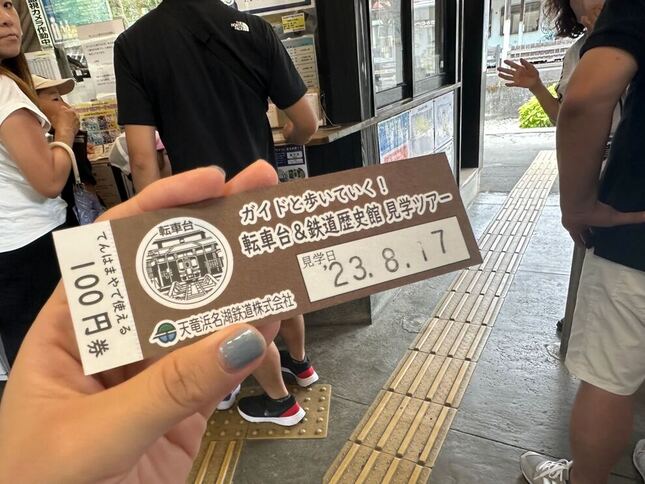 ガイドと歩いていく！
転車台&鉄道歴史館 見学ツアー
転車台
見学日
'23. 8. 17
天竜浜名湖鉄道株式会社
てんはまやで使える
100円券
THE NORTH FACE